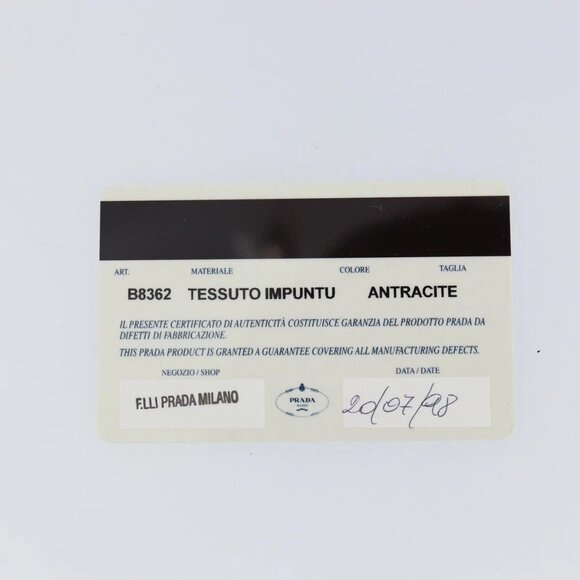 ART. MATERIALE COLORE TAGLIA
B8362 TESSUTO IMPUNTU ANTRACITE
IL PRESENTE CERTIFICATO DI AUTENTICITÀ COSTITUISCE GARANZIA DEL PRODOTTO PRADA DA
DIFETTI DI FABBRICAZIONE.
THIS PRADA PRODUCT IS GRANTED A GUARANTEE COVERING ALL MANUFACTURING DEFECTS.
NEGOZIO / SHOP DATA / DATE
F.LLI PRADA MILANO
PRADA
MILANO
20/07/98